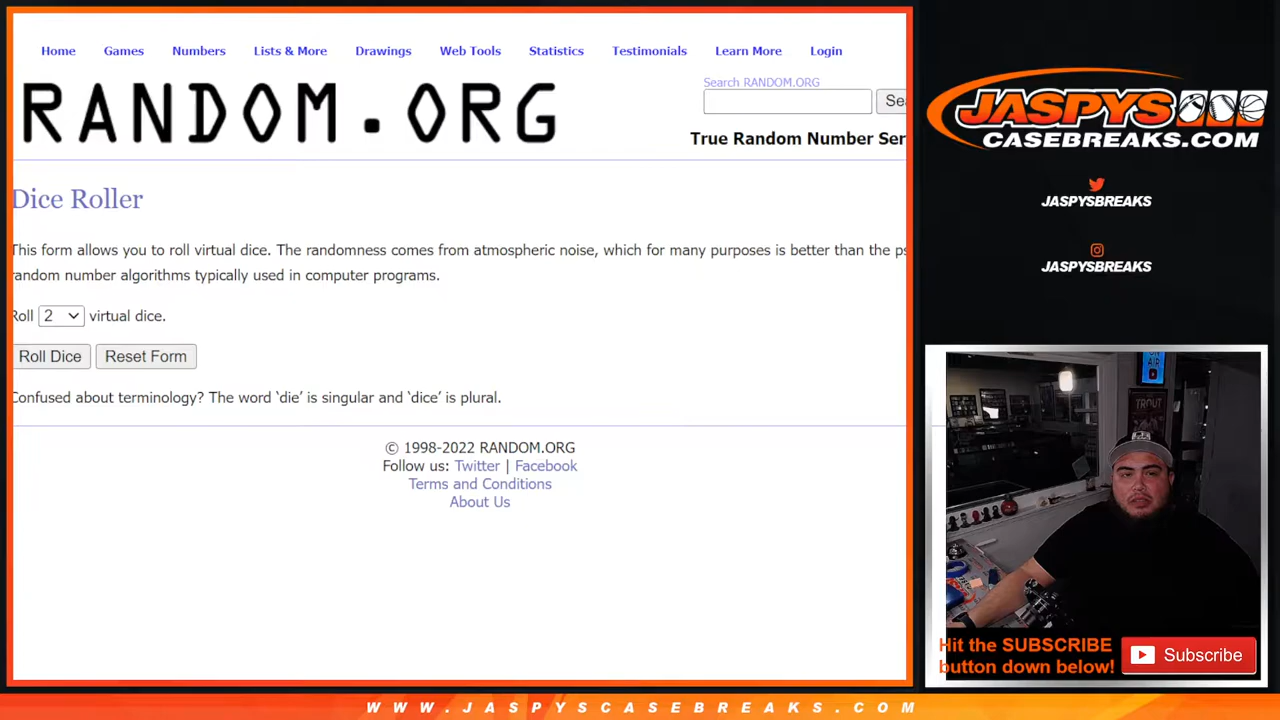 Home Games Numbers Lists & More Drawings Web Tools Statistics Testimonials Learn More Login
RANDOM.ORG
Search RANDOM.ORG
Sea
True Random Number Ser
Dice Roller
This form allows you to roll virtual dice. The randomness comes from atmospheric noise, which for many purposes is better than the ps
random number algorithms typically used in computer programs.
Roll 2 virtual dice.
Roll Dice Reset Form
Confused about terminology? The word ‘die’ is singular and ‘dice’ is plural.
© 1998-2022 RANDOM.ORG
Follow us: Twitter | Facebook
Terms and Conditions
About Us
JASPYS
CASEBREAKS.COM
JASPYSBREAKS
JASPYSBREAKS
ON
AIR
TROUT
Hit the SUBSCRIBE
button down below!
Subscribe
WWW.JASPYSCASEBREAKS.COM